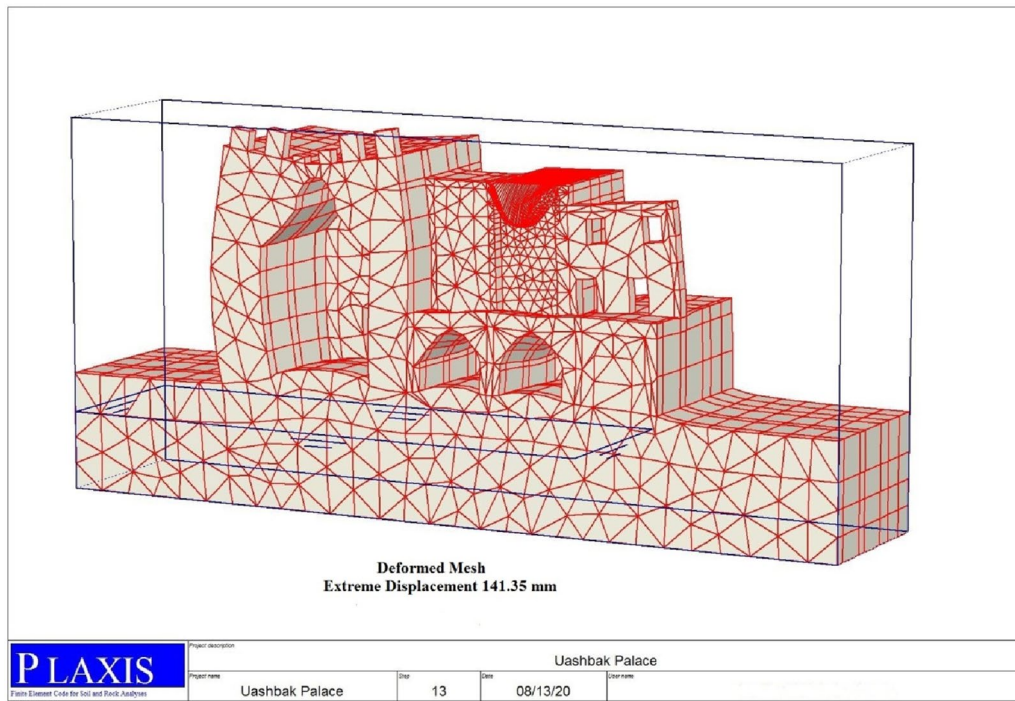 Deformed Mesh
Extreme Displacement 141.35 mm
PLAXIS
Finite Element Code for Soil and Rock Analyses
Project description
Uashbak Palace
Project name
Uashbak Palace
Step
13
Date
08/13/20
User name